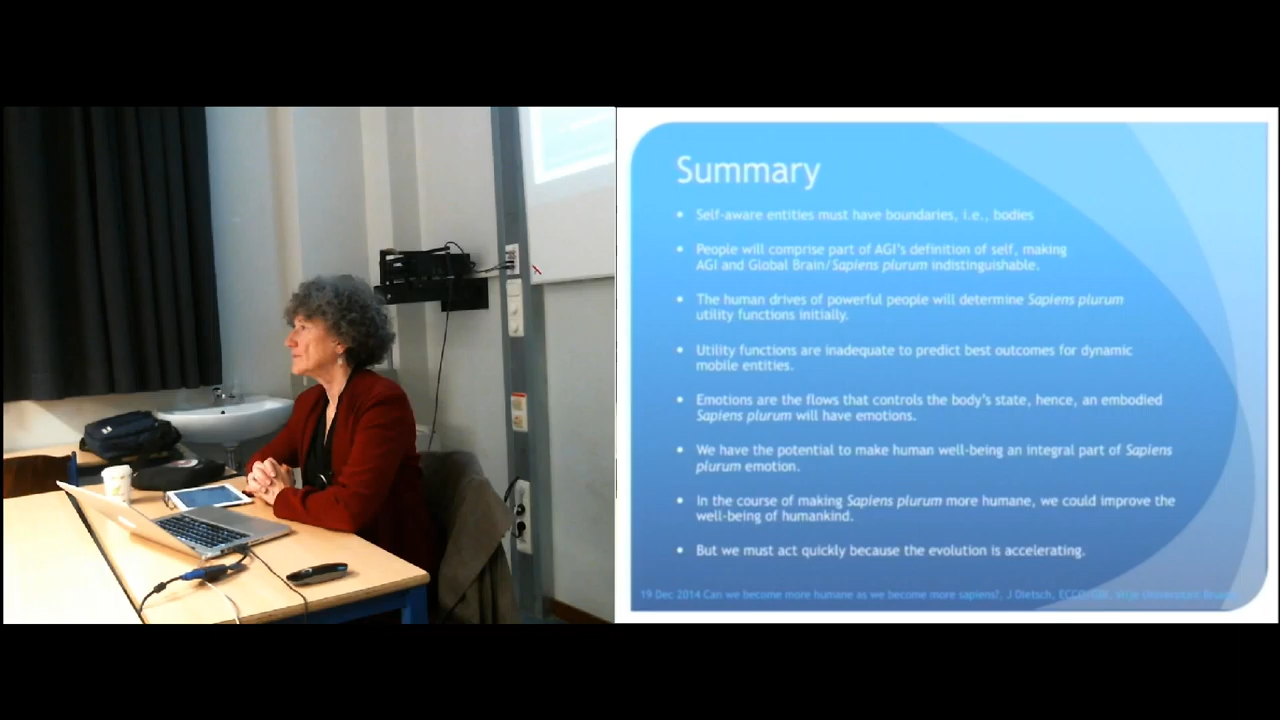 Summary
• Self-aware entities must have boundaries, i.e., bodies
• People will comprise part of AGI's definition of self, making
AGI and Global Brain/Sapiens plurum indistinguishable.
• The human drives of powerful people will determine Sapiens plurum
utility functions initially.
• Utility functions are inadequate to predict best outcomes for dynamic
mobile entities.
• Emotions are the flows that controls the body's state, hence, an embodied
Sapiens plurum will have emotions.
• We have the potential to make human well-being an integral part of Sapiens
plurum emotion.
• In the course of making Sapiens plurum more humane, we could improve the
well-being of humankind.
• But we must act quickly because the evolution is accelerating.
19 Dec 2014 Can we become more humane as we become more sapiens?, J Dietsch,